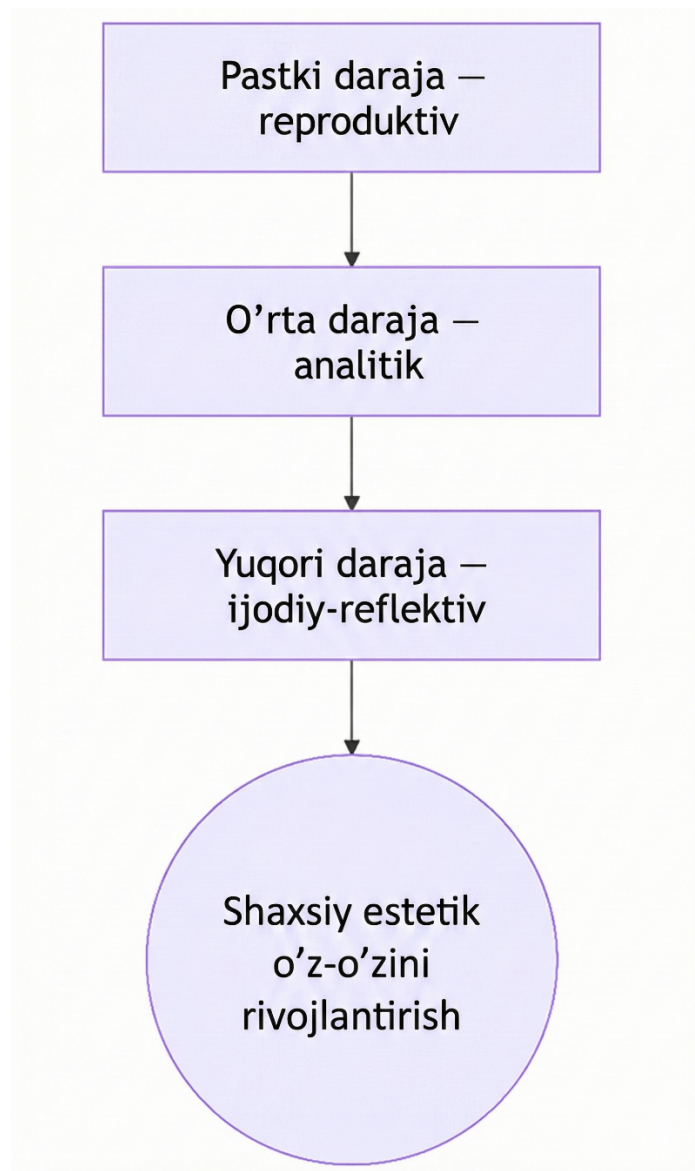 Pastki daraja —
reproduktiv
O’rta daraja —
analitik
Yuqori daraja —
ijodiy-reflektiv
Shaxsiy estetik
o’z-o’zini
rivojlantirish